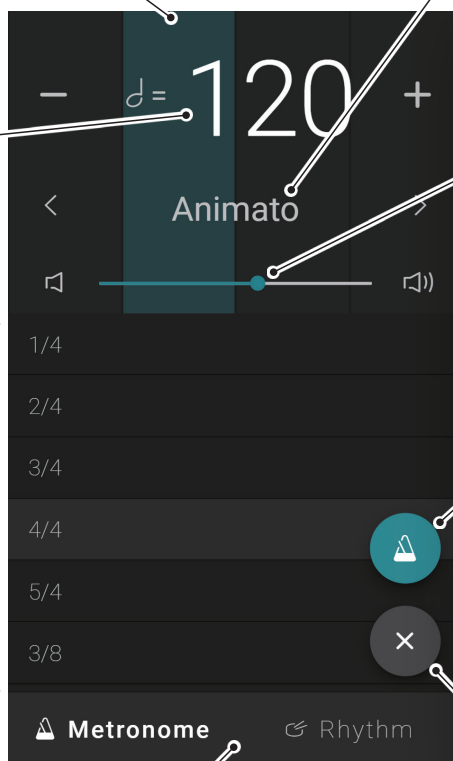 − 𝅗𝅥 = 120 +
< Animato >
1/4
2/4
3/4
4/4
5/4
3/8
Metronome Rhythm